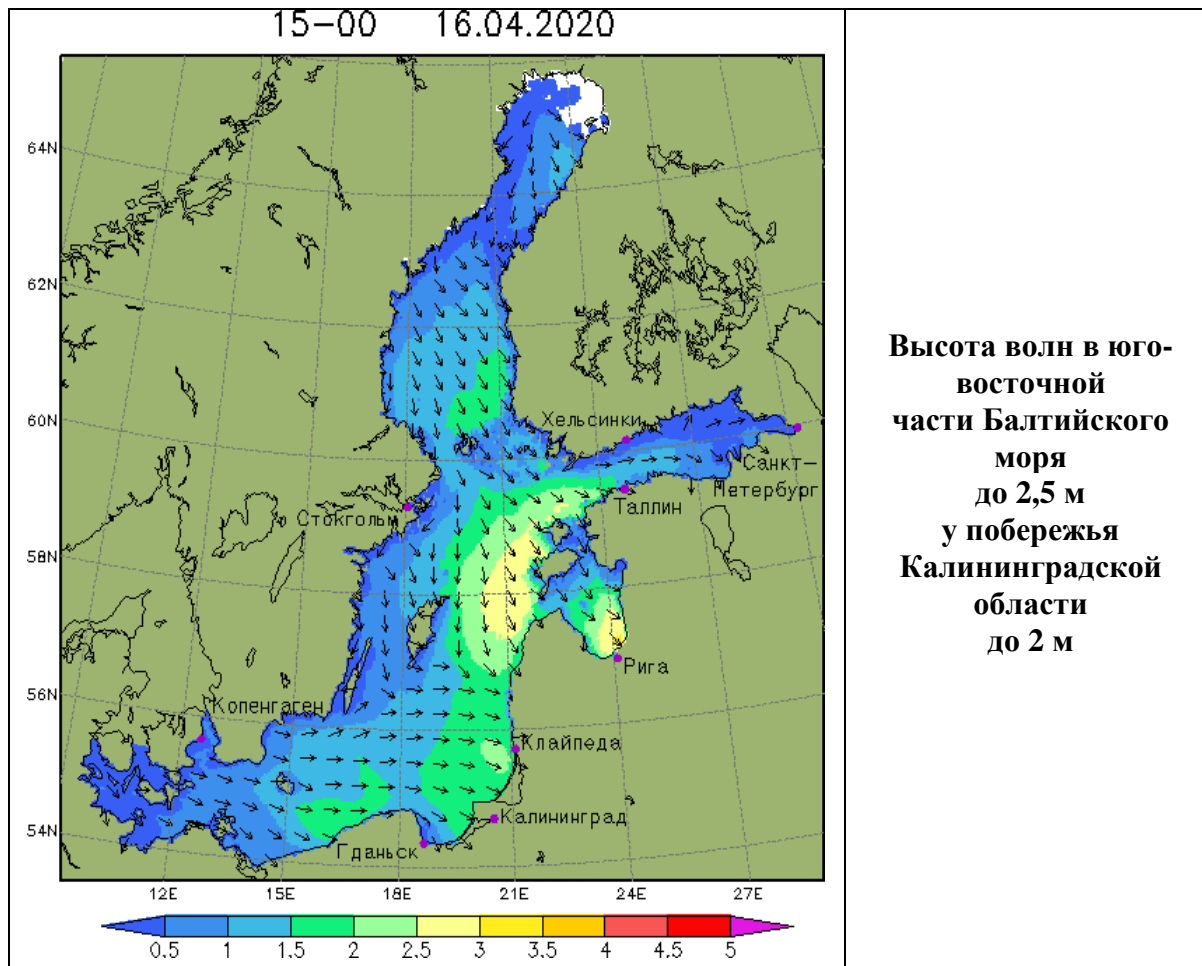 15-00 16.04.2020
64N
62N
60N
58N
56N
54N
Хельсинки
Санкт-
Петербург
Таллин
Стокгольм
Рига
Копенгаген
Клайпеда
Калининград
Гданьск
12E 15E 18E 21E 24E 27E
0.5 1 1.5 2 2.5 3 3.5 4 4.5 5
Высота волн в юго-
восточной
части Балтийского
моря
до 2,5 м
у побережья
Калининградской
области
до 2 м